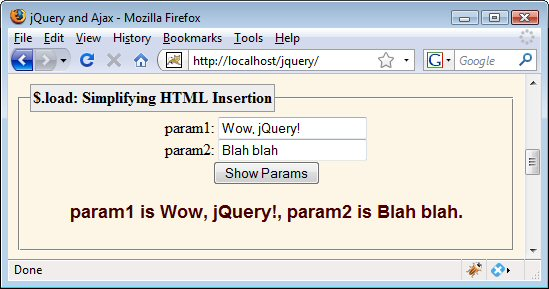 jQuery and Ajax - Mozilla Firefox
File Edit View History Bookmarks Tools Help
http://localhost/jquery/ G Google
$.load: Simplifying HTML Insertion
param1: Wow, jQuery!
param2: Blah blah
Show Params
param1 is Wow, jQuery!, param2 is Blah blah.
Done